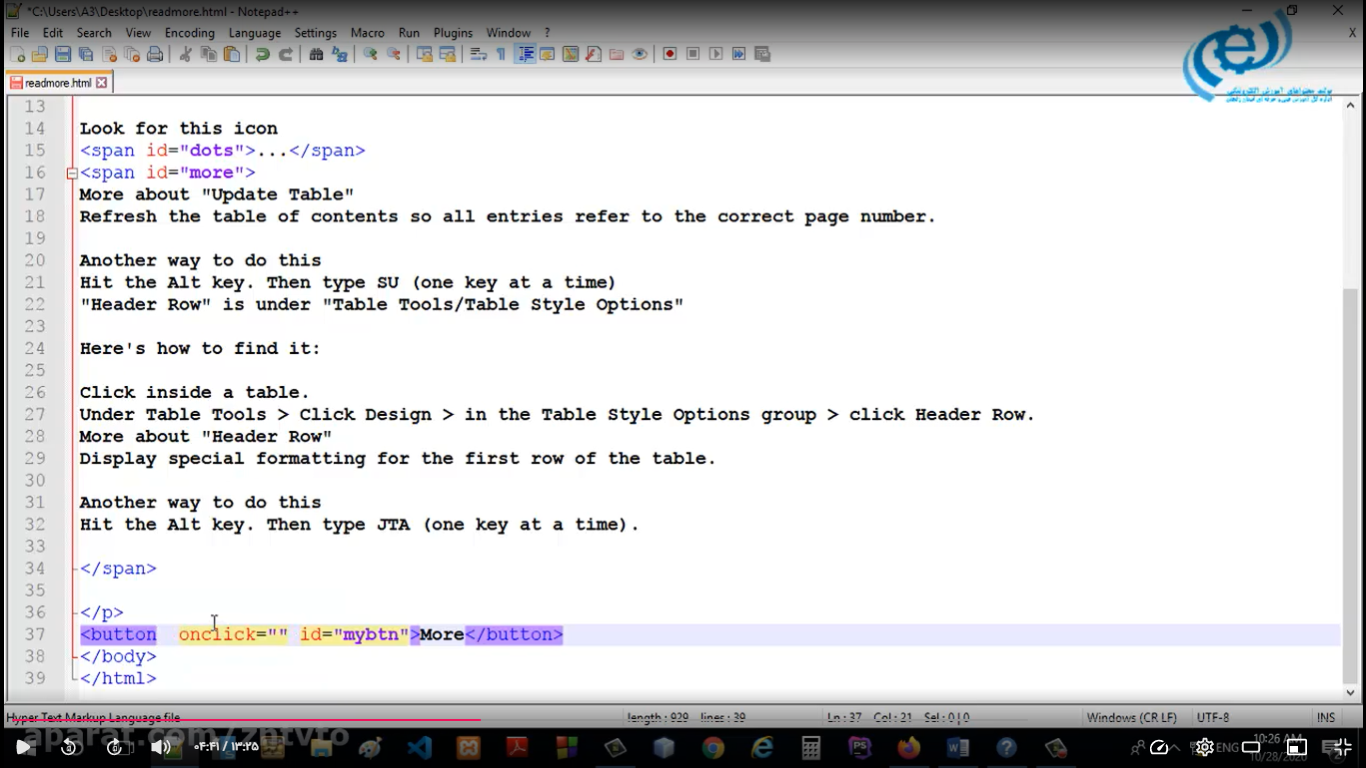 *C:\Users\A3\Desktop\readmore.html - Notepad++
File Edit Search View Encoding Language Settings Macro Run Plugins Window ? X
readmore.html
13
14 Look for this icon
15 <span id="dots">...</span>
16 <span id="more">
17 More about "Update Table"
18 Refresh the table of contents so all entries refer to the correct page number.
19
20 Another way to do this
21 Hit the Alt key. Then type SU (one key at a time)
22 "Header Row" is under "Table Tools/Table Style Options"
23
24 Here's how to find it:
25
26 Click inside a table.
27 Under Table Tools > Click Design > in the Table Style Options group > click Header Row.
28 More about "Header Row"
29 Display special formatting for the first row of the table.
30
31 Another way to do this
32 Hit the Alt key. Then type JTA (one key at a time).
33
34 </span>
35
36 </p>
37 <button  onclick="" id="mybtn">More</button>
38 </body>
39 </html>
Hyper Text Markup Language file length : 929 lines : 39 Ln : 37 Col : 21 Sel : 0 | 0 Windows (CR LF) UTF-8 INS
aparat.com/zntvto
۰۴:۴۱ / ۱۳:۲۵
ENG 10:26 AM
10/28/2020